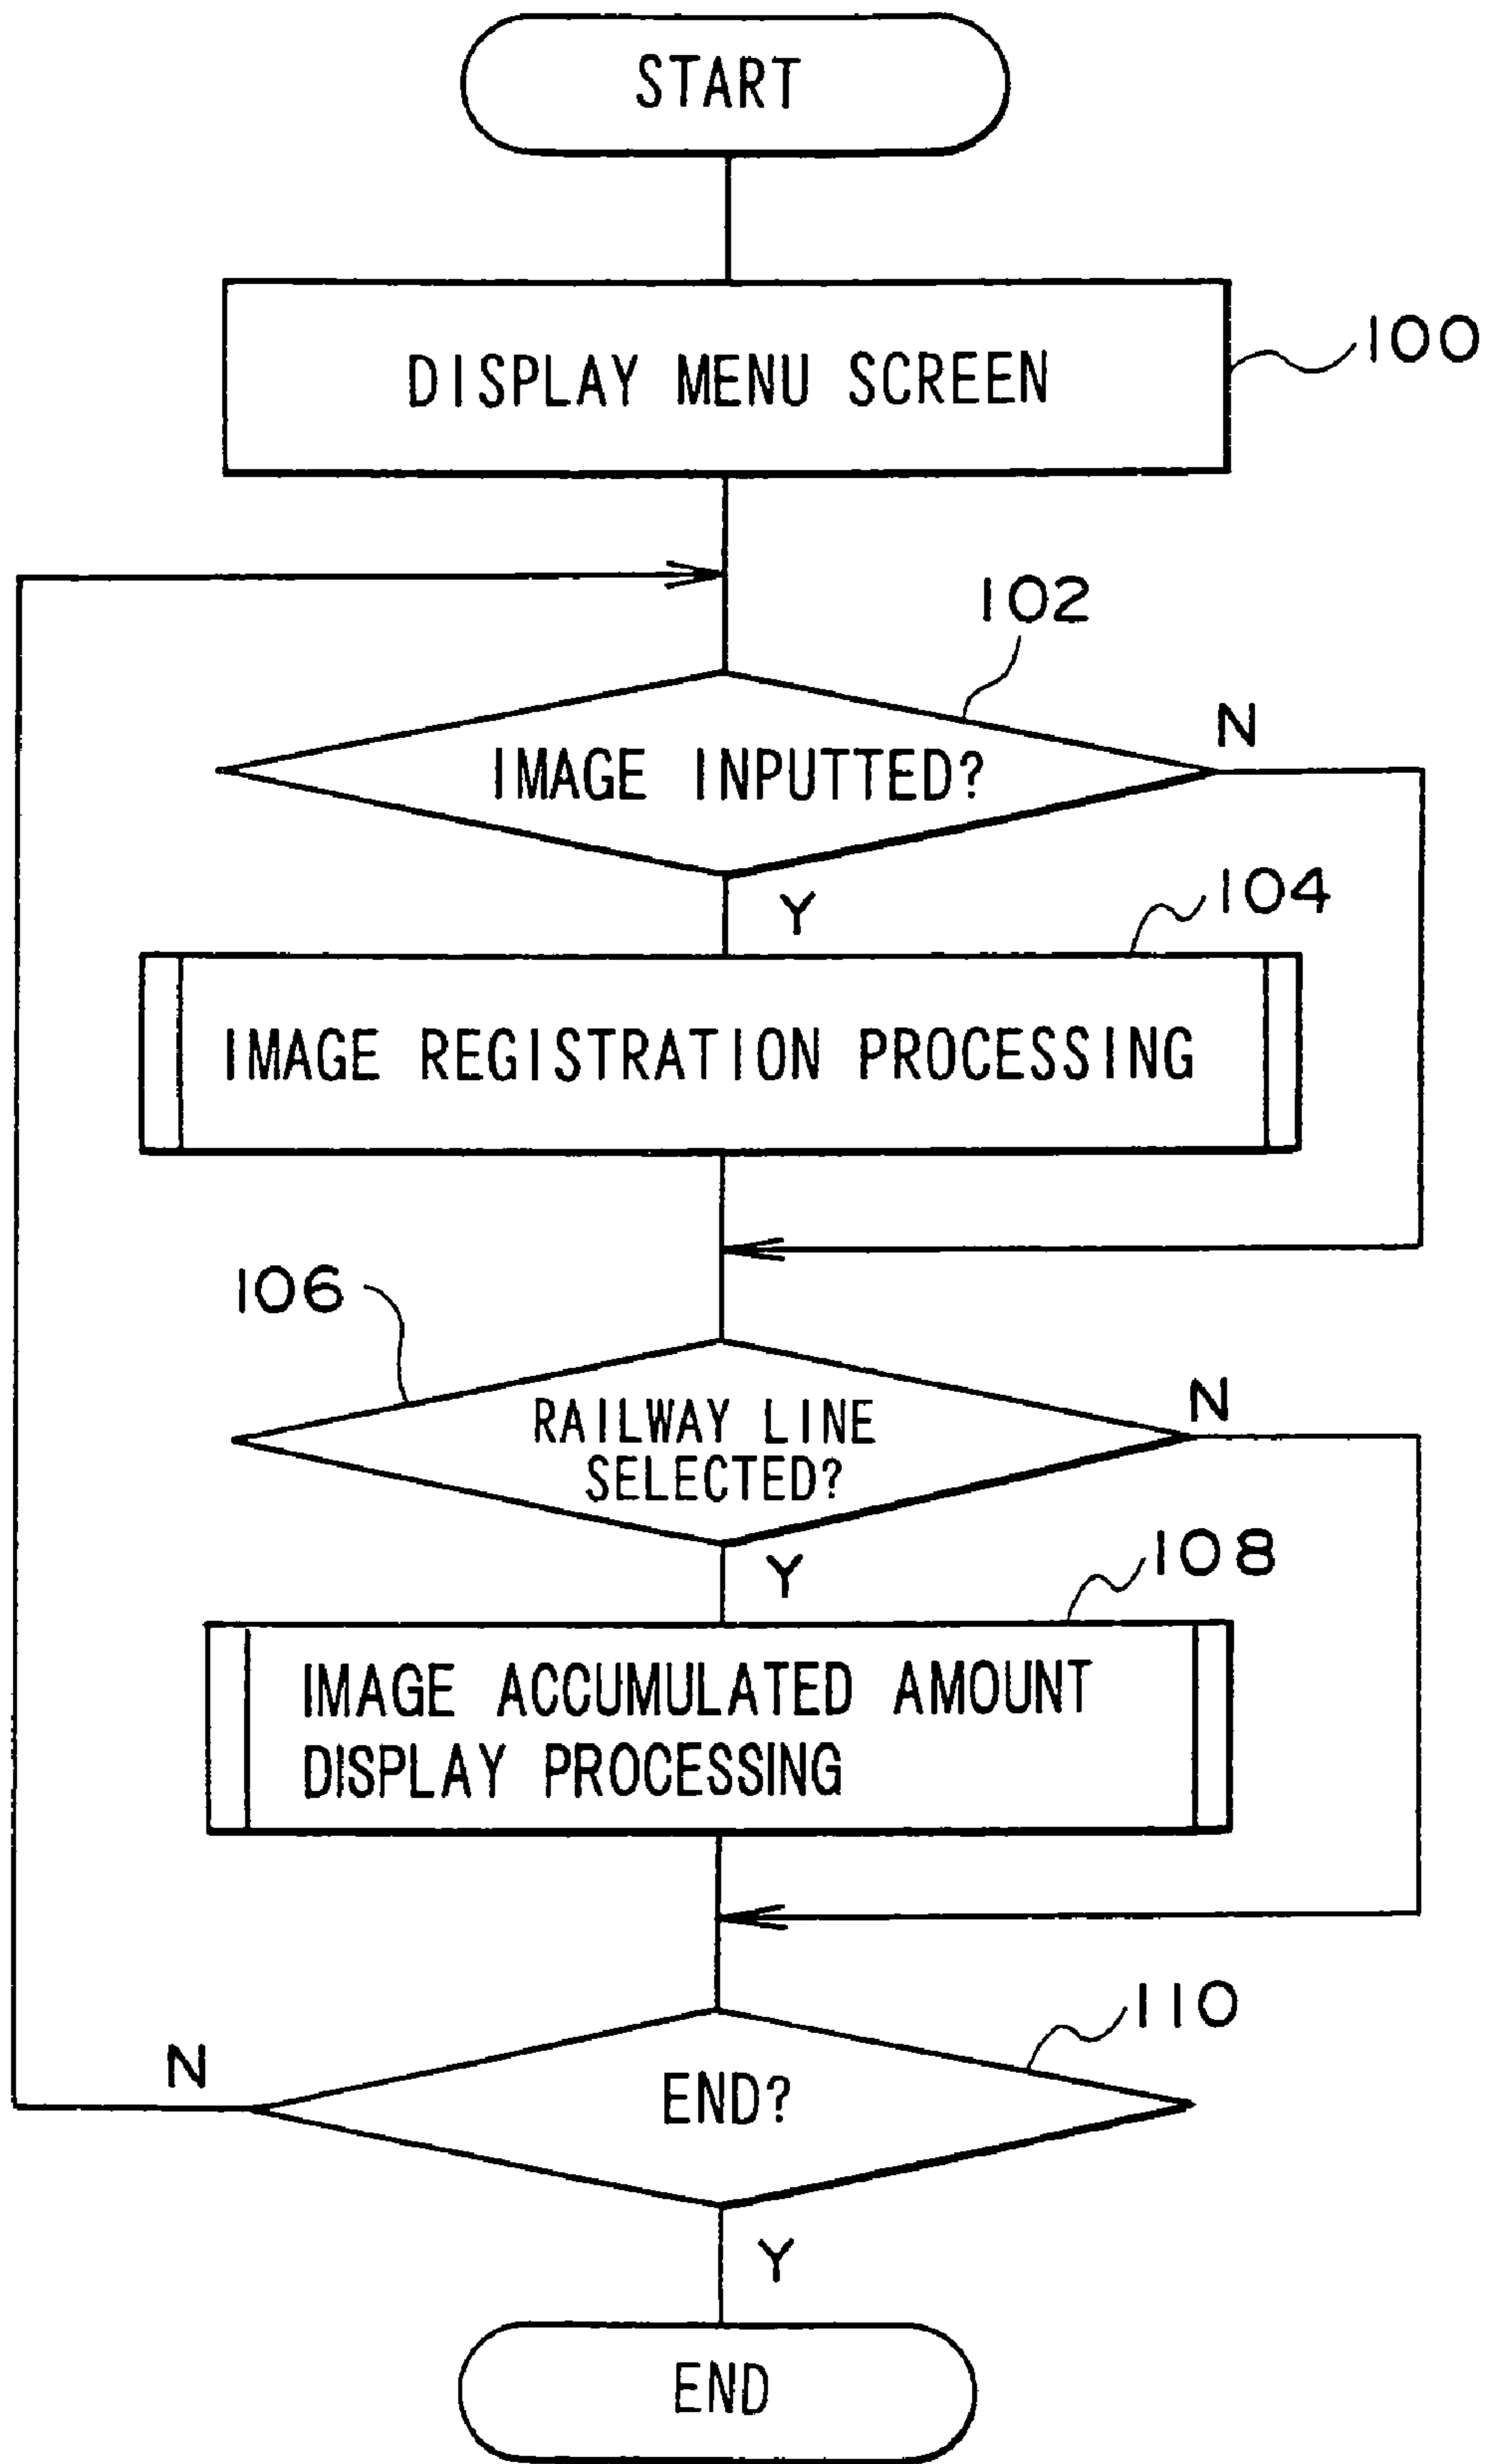 START
DISPLAY MENU SCREEN
100
102
IMAGE INPUTTED?
N
Y
104
IMAGE REGISTRATION PROCESSING
106
RAILWAY LINE
SELECTED?
N
Y
108
IMAGE ACCUMULATED AMOUNT
DISPLAY PROCESSING
110
N
END?
Y
END